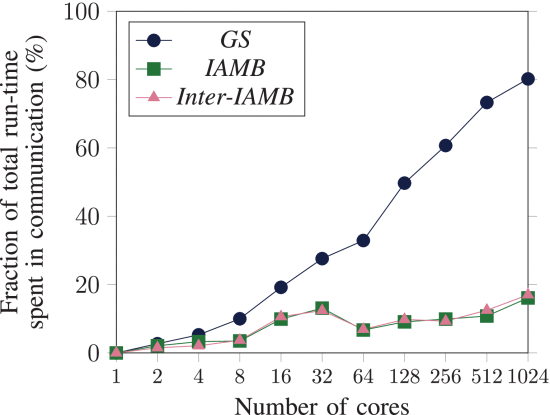 Fraction of total run-time
spent in communication (%)
100
80
60
40
20
0
GS
IAMB
Inter-IAMB
1 2 4 8 16 32 64 128 256 512 1024
Number of cores